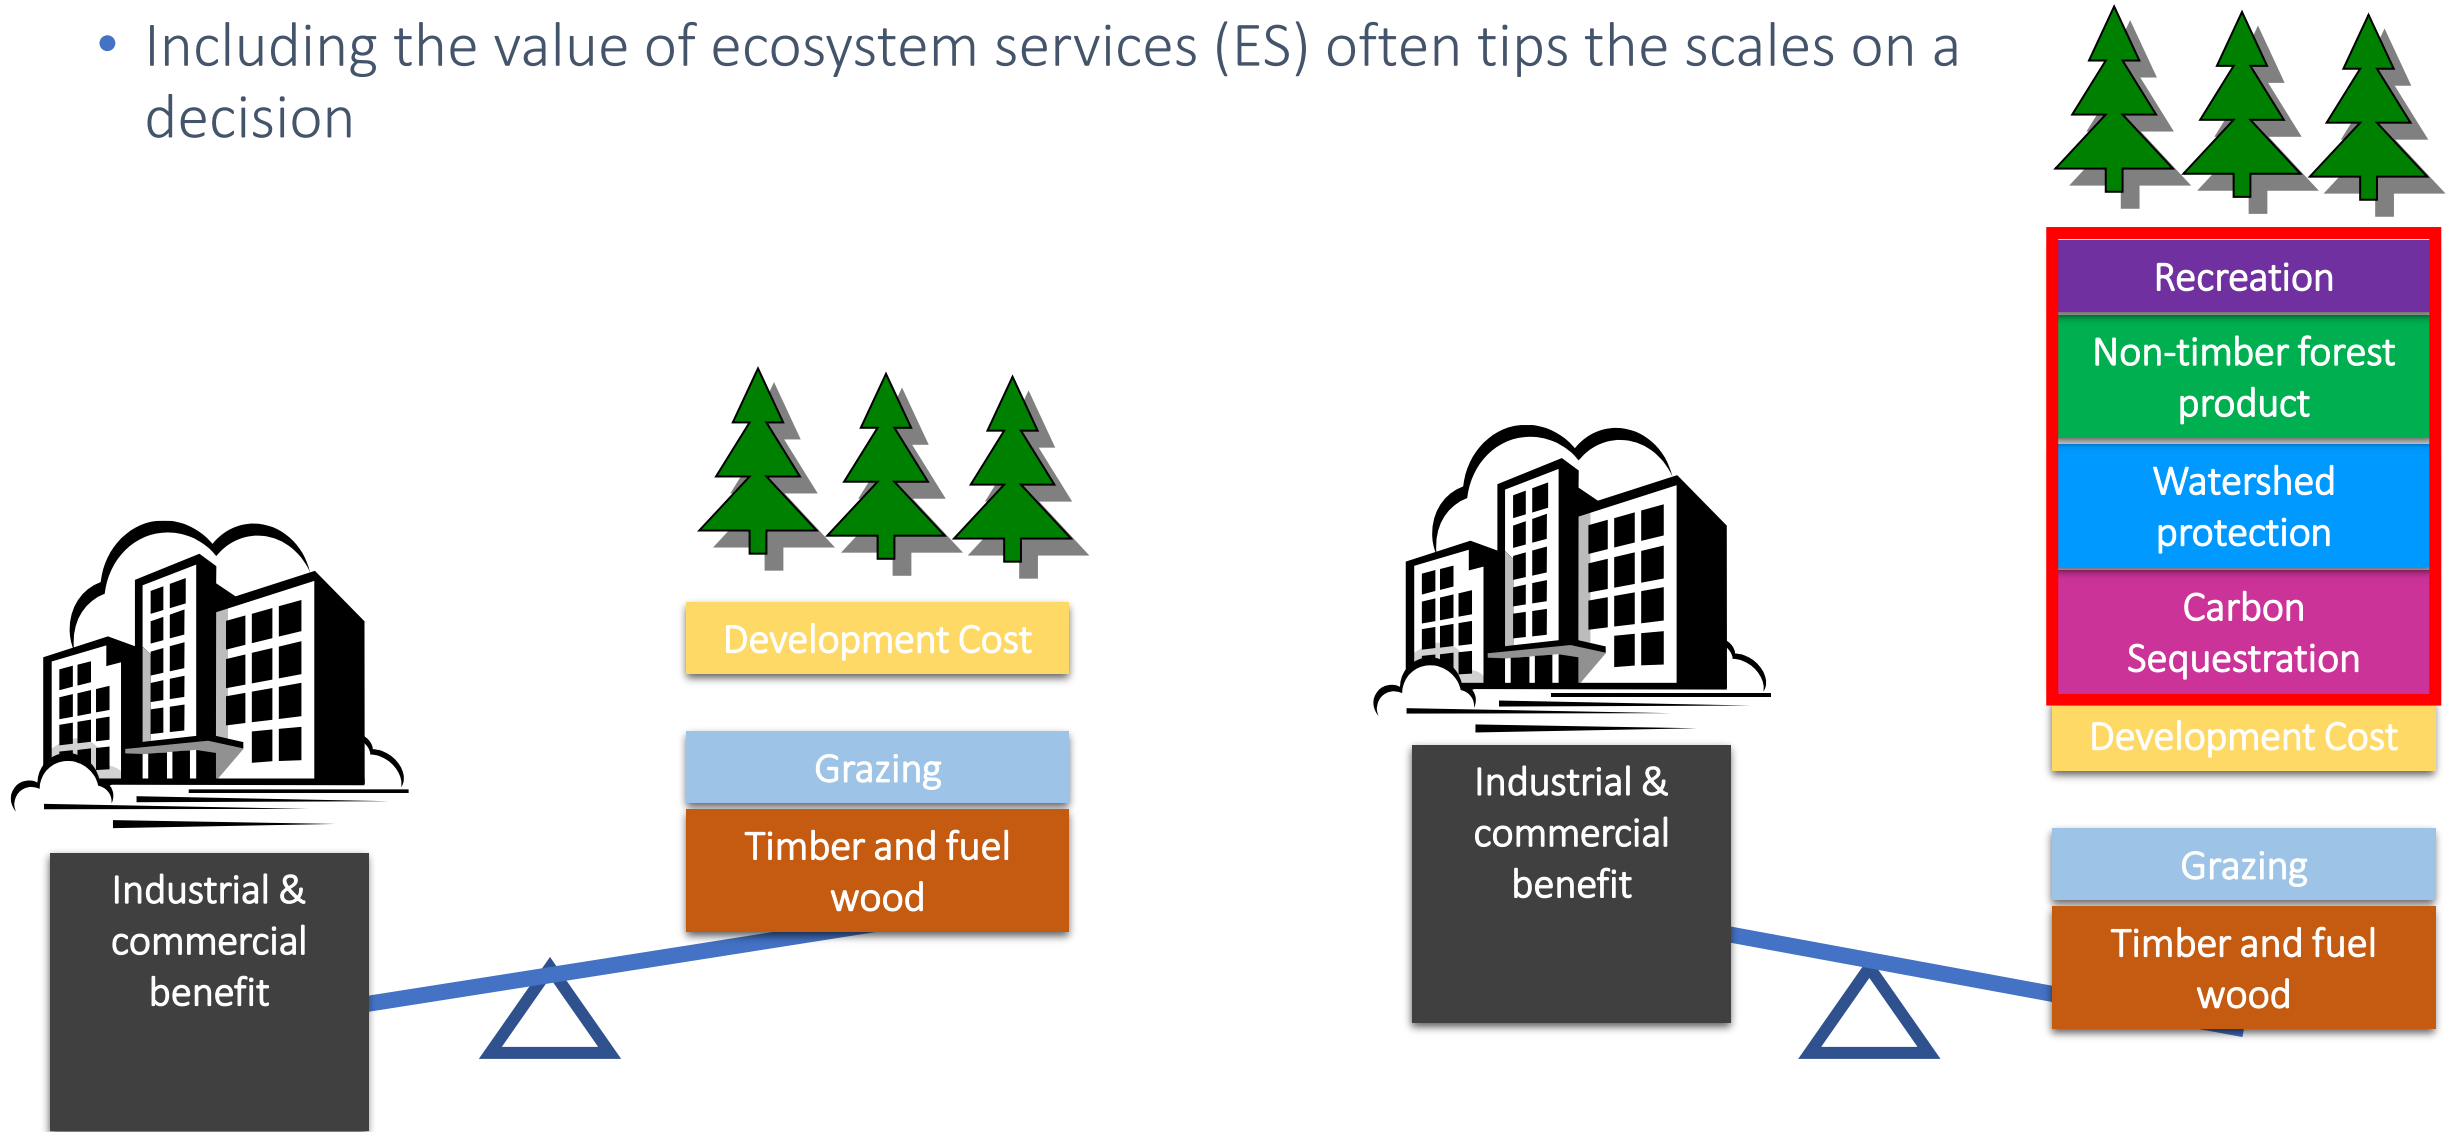 • Including the value of ecosystem services (ES) often tips the scales on a
decision
Development Cost
Grazing
Timber and fuel
wood
Industrial &
commercial
benefit
Recreation
Non-timber forest
product
Watershed
protection
Carbon
Sequestration
Development Cost
Grazing
Timber and fuel
wood
Industrial &
commercial
benefit